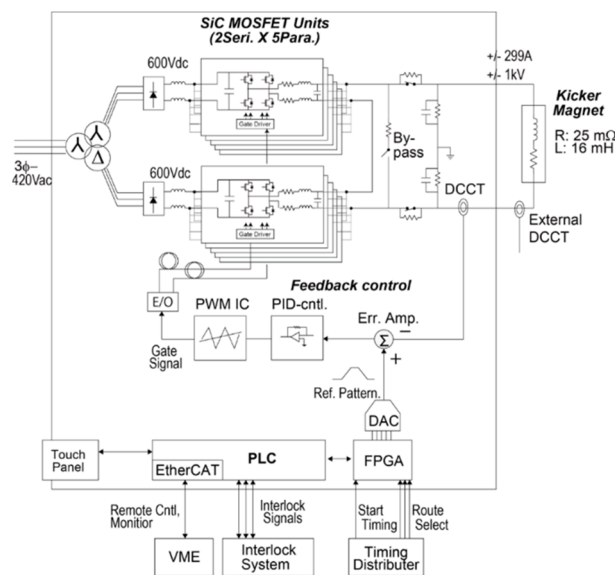 SiC MOSFET Units
(2Seri. X 5Para.)
600Vdc
+/- 299A
+/- 1kV
Kicker
Magnet
R: 25 mΩ
L: 16 mH
Gate Driver
By-
pass
3ϕ–
420Vac
600Vdc
DCCT
External
DCCT
Gate Driver
Feedback control
E/O
PWM IC
PID-cntl.
Err. Amp.
Σ
−
+
Gate
Signal
Ref. Pattern.
DAC
Touch
Panel
PLC
EtherCAT
FPGA
Remote Cntl,
Monitior
Interlock
Signals
Start
Timing
Route
Select
VME
Interlock
System
Timing
Distributer